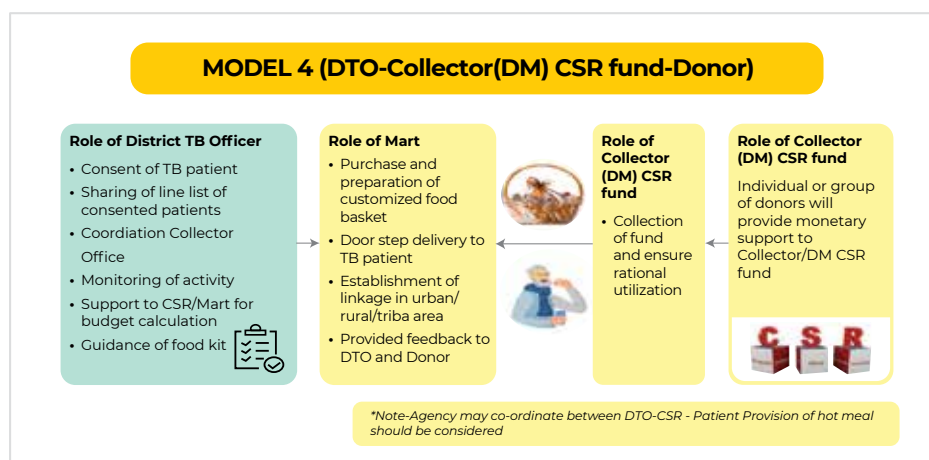 MODEL 4 (DTO-Collector(DM) CSR fund-Donor)
Role of District TB Officer
• Consent of TB patient
• Sharing of line list of
consented patients
• Coordiation Collector
Office
• Monitoring of activity
• Support to CSR/Mart for
budget calculation
• Guidance of food kit
Role of Mart
• Purchase and
preparation of
customized food
basket
• Door step delivery to
TB patient
• Establishment of
linkage in urban/
rural/triba area
• Provided feedback to
DTO and Donor
Role of
Collector
(DM) CSR
fund
• Collection
of fund
and ensure
rational
utilization
Role of Collector
(DM) CSR fund
Individual or group
of donors will
provide monetary
support to
Collector/DM CSR
fund
C S R
*Note-Agency may co-ordinate between DTO-CSR - Patient Provision of hot meal
should be considered